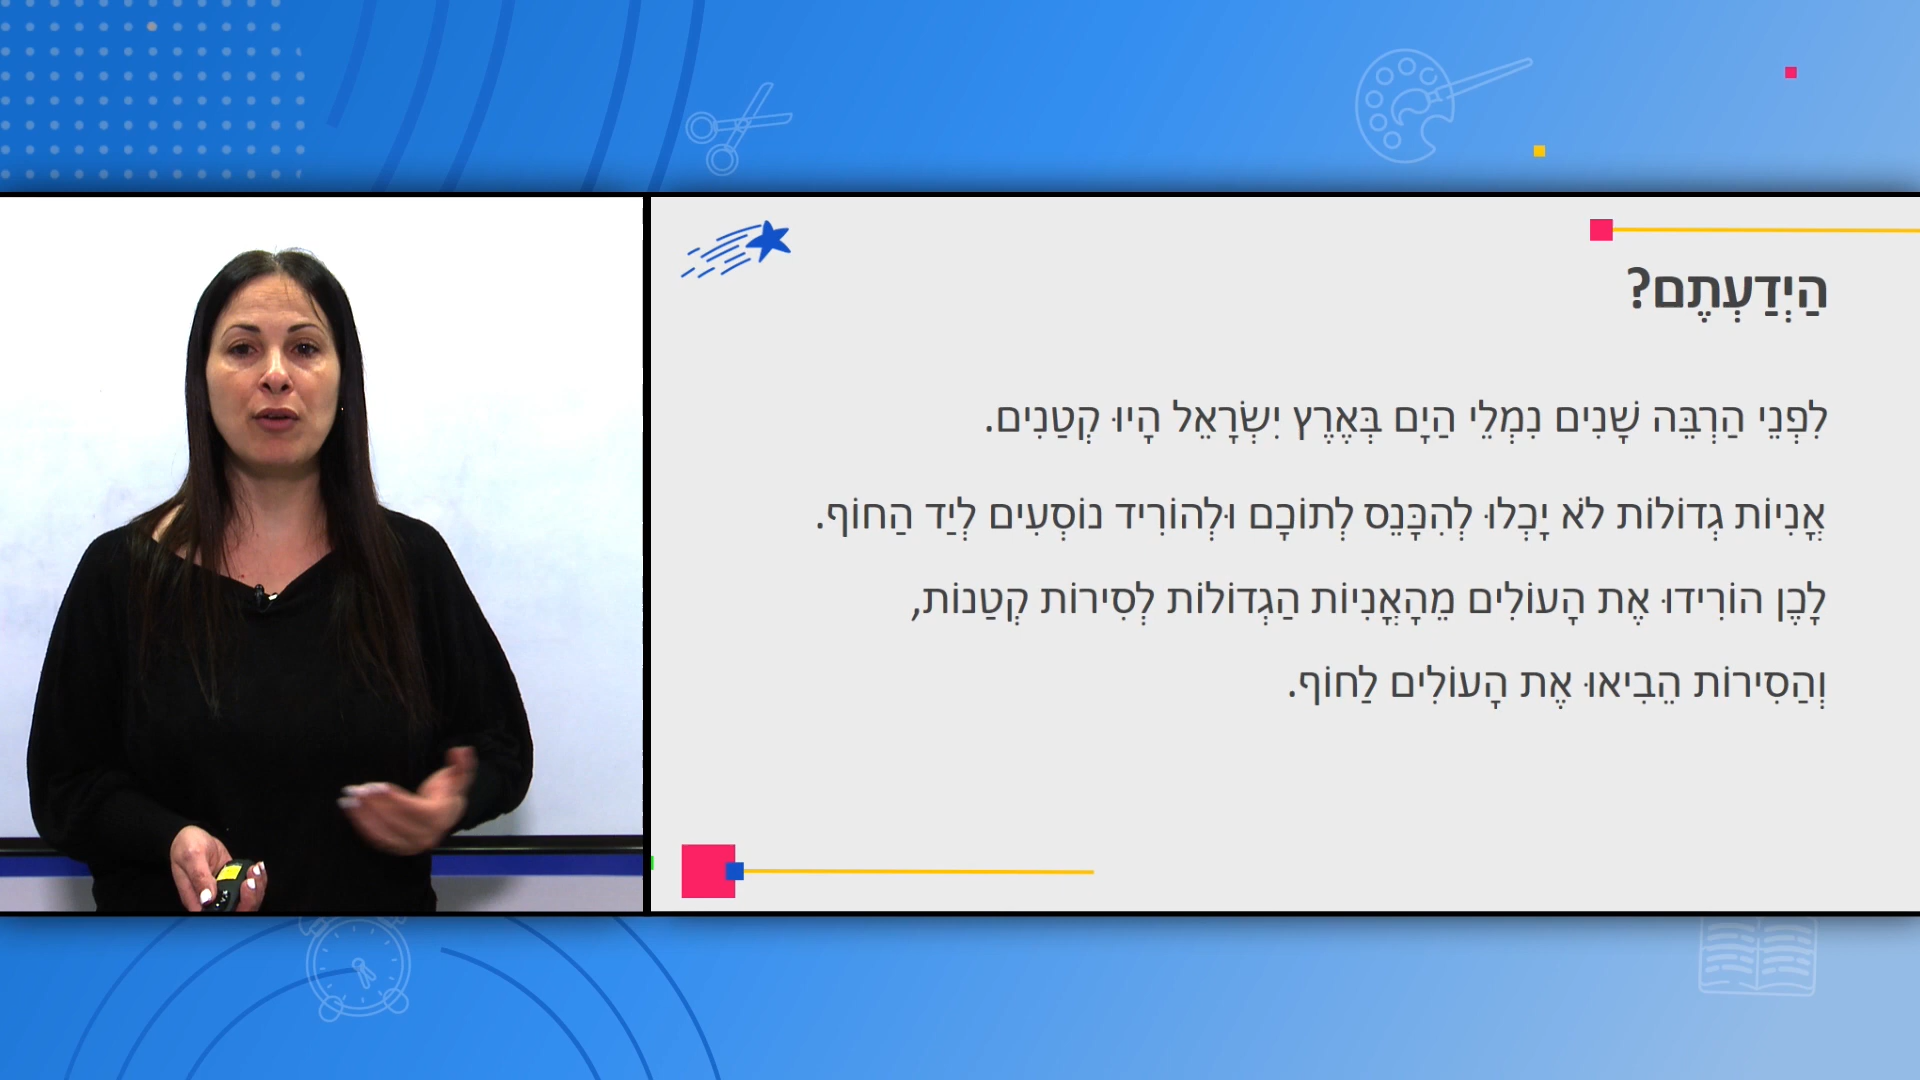 הַיְדַעְתֶּם?
לִפְנֵי הַרְבֵּה שָׁנִים נִמְלֵי הַיָּם בְּאֶרֶץ יִשְׂרָאֵל הָיוּ קְטַנִּים.
אֳנִיּוֹת גְּדוֹלוֹת לֹא יָכְלוּ לְהִכָּנֵס לְתוֹכָם וּלְהוֹרִיד נוֹסְעִים לְיַד הַחוֹף.
לָכֶן הוֹרִידוּ אֶת הָעוֹלִים מֵהָאֳנִיּוֹת הַגְּדוֹלוֹת לְסִירוֹת קְטַנּוֹת,
וְהַסִּירוֹת הֵבִיאוּ אֶת הָעוֹלִים לַחוֹף.